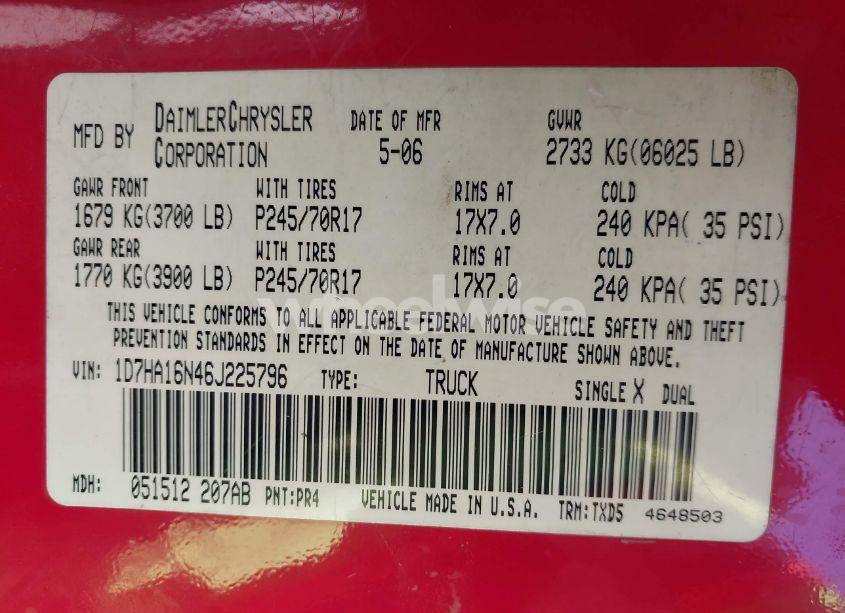 MFD BY DAIMLERCHRYSLER CORPORATION DATE OF MFR 5-06 GVWR 2733 KG(06025 LB)
GAWR FRONT WITH TIRES RIMS AT COLD
1679 KG(3700 LB) P245/70R17 17X7.0 240 KPA( 35 PSI)
GAWR REAR WITH TIRES RIMS AT COLD
1770 KG(3900 LB) P245/70R17 17X7.0 240 KPA( 35 PSI)
wheelwise
THIS VEHICLE CONFORMS TO ALL APPLICABLE FEDERAL MOTOR VEHICLE SAFETY AND THEFT
PREVENTION STANDARDS IN EFFECT ON THE DATE OF MANUFACTURE SHOWN ABOVE.
VIN: 1D7HA16N46J225796 TYPE: TRUCK SINGLE X DUAL
MDH: 051512 207AB PNT:PR4 VEHICLE MADE IN U.S.A. TRM:TXD5 4648503